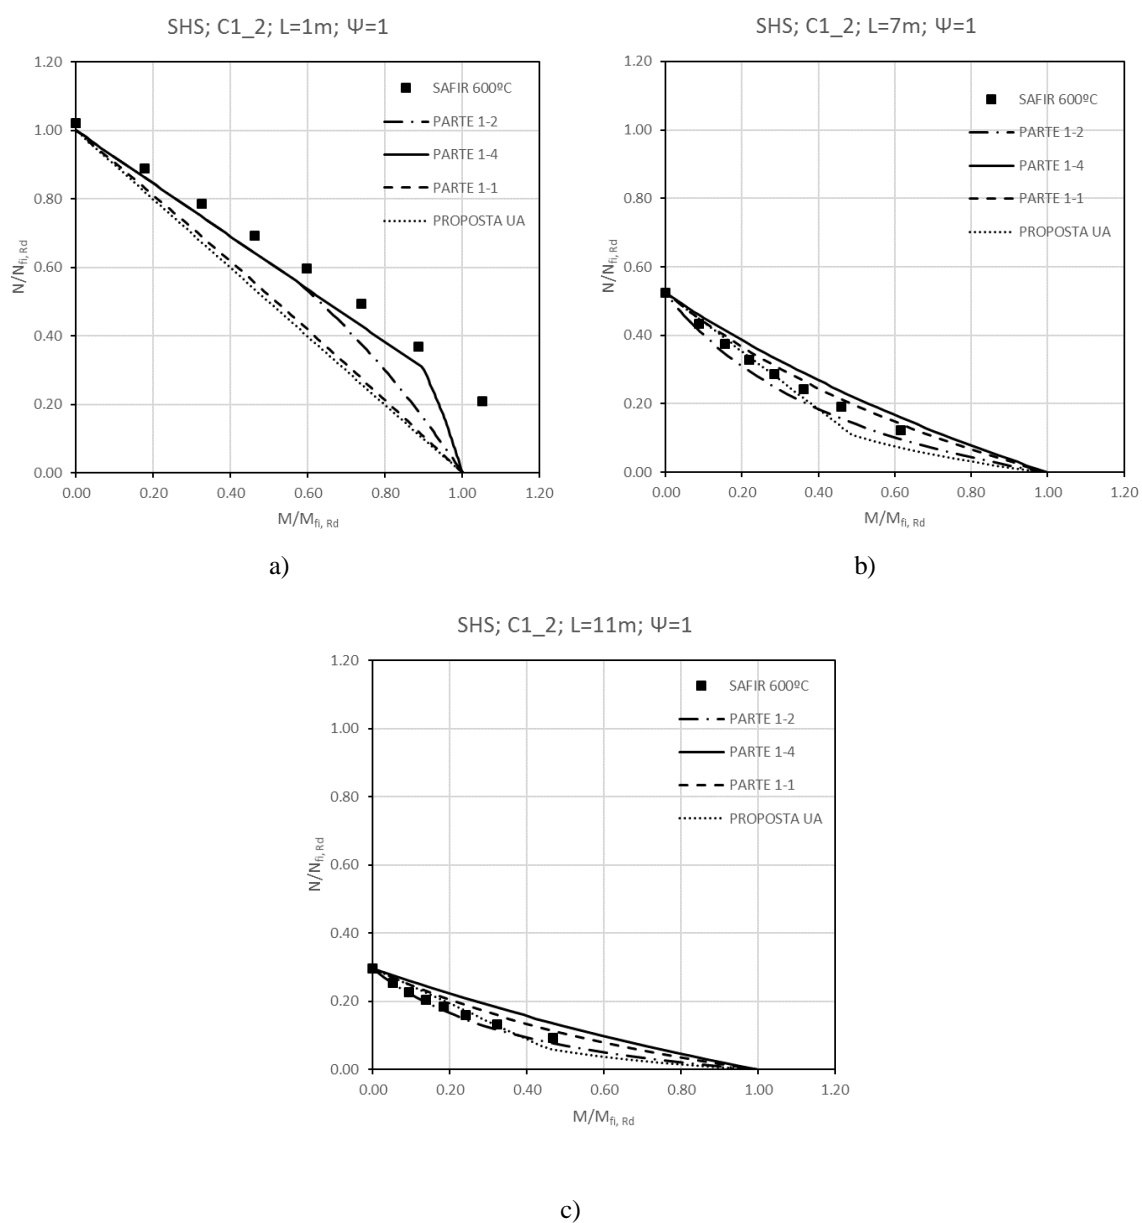 SHS; C1_2; L=1m; Ψ=1
1.20
1.00
0.80
0.60
0.40
0.20
0.00
N/Nfi,Rd
SAFIR 600ºC
PARTE 1-2
PARTE 1-4
PARTE 1-1
PROPOSTA UA
0.00 0.20 0.40 0.60 0.80 1.00 1.20
M/Mfi, Rd
a)
SHS; C1_2; L=7m; Ψ=1
1.20
1.00
0.80
0.60
0.40
0.20
0.00
N/Nfi,Rd
SAFIR 600ºC
PARTE 1-2
PARTE 1-4
PARTE 1-1
PROPOSTA UA
0.00 0.20 0.40 0.60 0.80 1.00 1.20
M/Mfi, Rd
b)
SHS; C1_2; L=11m; Ψ=1
1.20
1.00
0.80
0.60
0.40
0.20
0.00
N/Nfi,Rd
SAFIR 600ºC
PARTE 1-2
PARTE 1-4
PARTE 1-1
PROPOSTA UA
0.00 0.20 0.40 0.60 0.80 1.00 1.20
M/Mfi, Rd
c)